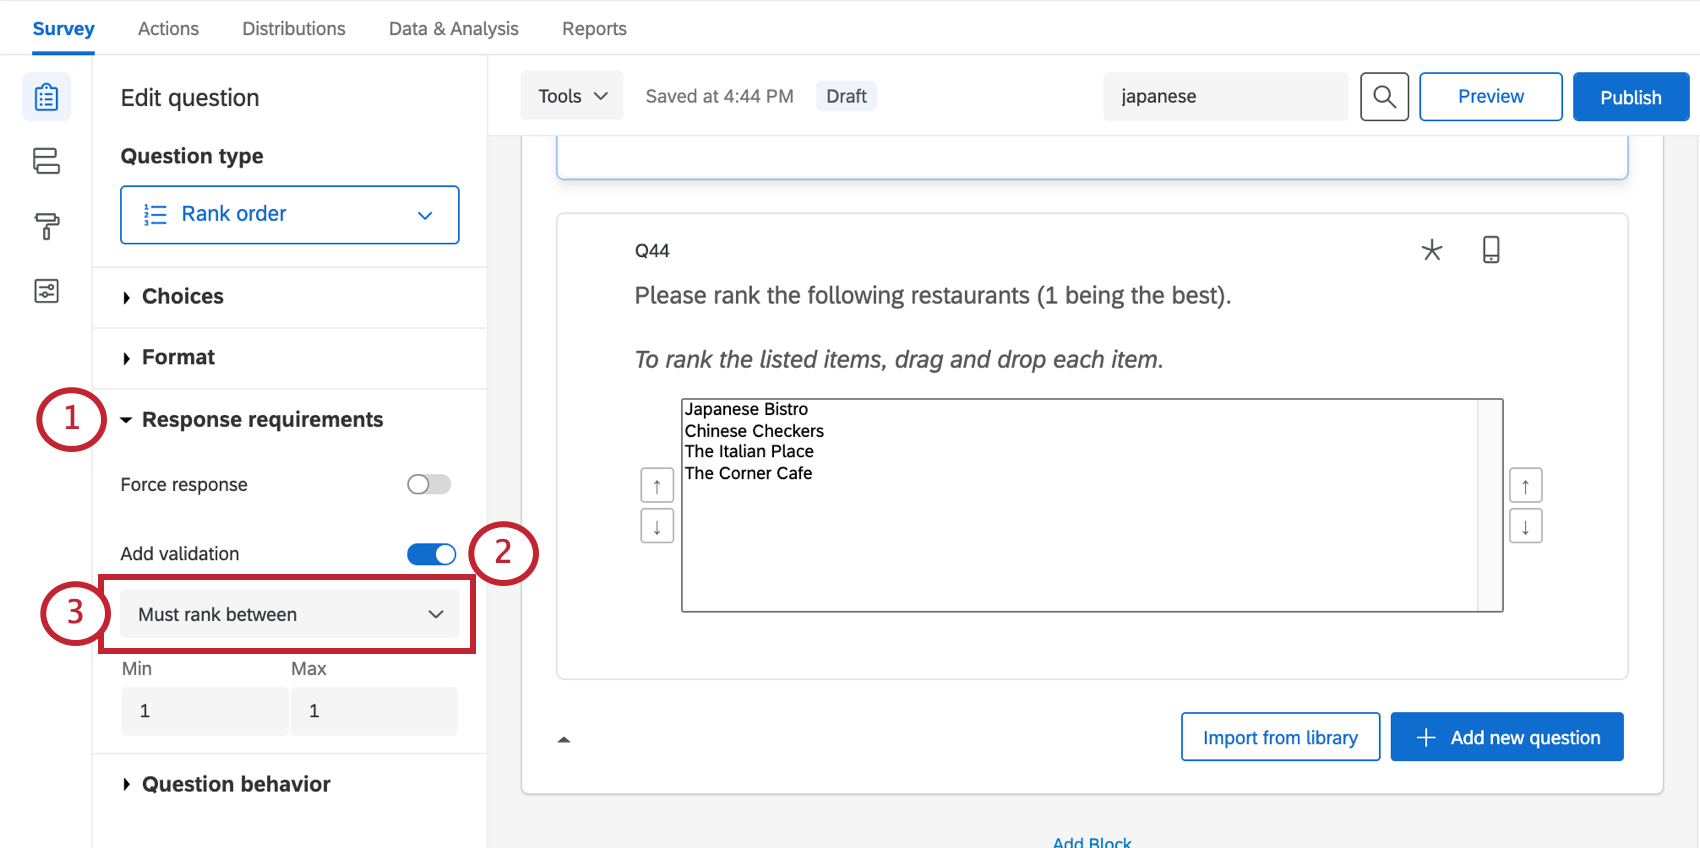 Survey Actions Distributions Data & Analysis Reports
Edit question
Tools Saved at 4:44 PM Draft japanese Preview Publish
Question type
Rank order
Choices
Format
1 Response requirements
Force response
Add validation 2
3 Must rank between
Min Max
1 1
Question behavior
Q44
Please rank the following restaurants (1 being the best).
To rank the listed items, drag and drop each item.
Japanese Bistro
Chinese Checkers
The Italian Place
The Corner Cafe
↑ ↑
↓ ↓
Import from library + Add new question
Add Block